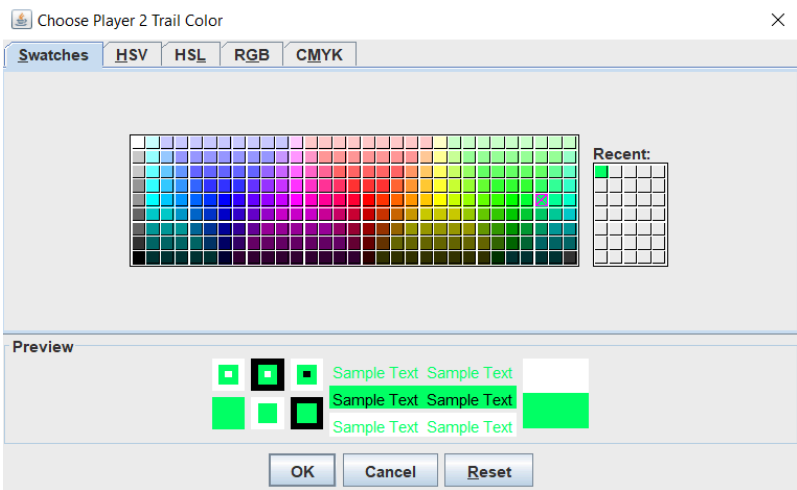 Choose Player 2 Trail Color
Swatches HSV HSL RGB CMYK
Recent:
Preview
Sample Text Sample Text
Sample Text Sample Text
Sample Text Sample Text
OK Cancel Reset